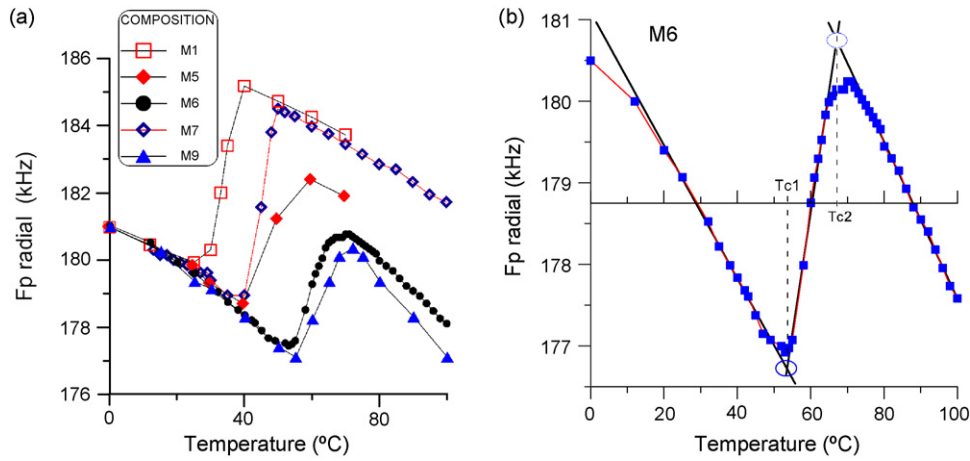 (a)
COMPOSITION
M1
M5
M6
M7
M9
186
184
182
180
178
176
Fp radial (kHz)
0
40
80
Temperature (ºC)
(b)
M6
181
180
179
178
177
Fp radial (kHz)
Tc1
Tc2
0
20
40
60
80
100
Temperature (ºC)